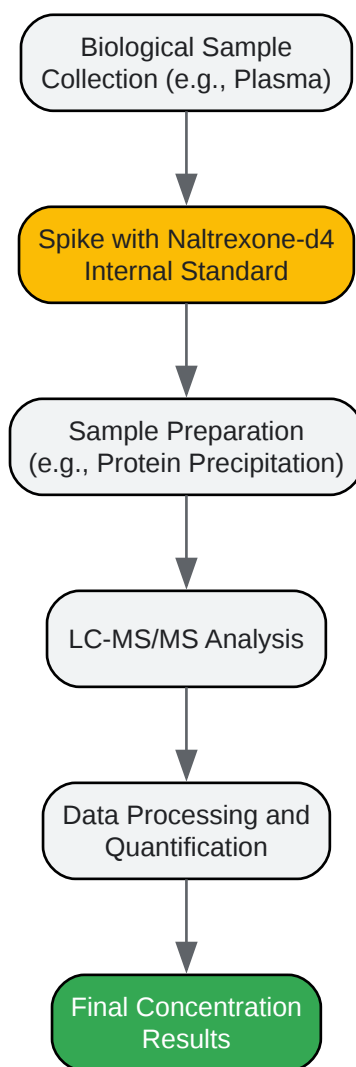 Biological Sample
Collection (e.g., Plasma)
Spike with Naltrexone-d4
Internal Standard
Sample Preparation
(e.g., Protein Precipitation)
LC-MS/MS Analysis
Data Processing and
Quantification
Final Concentration
Results